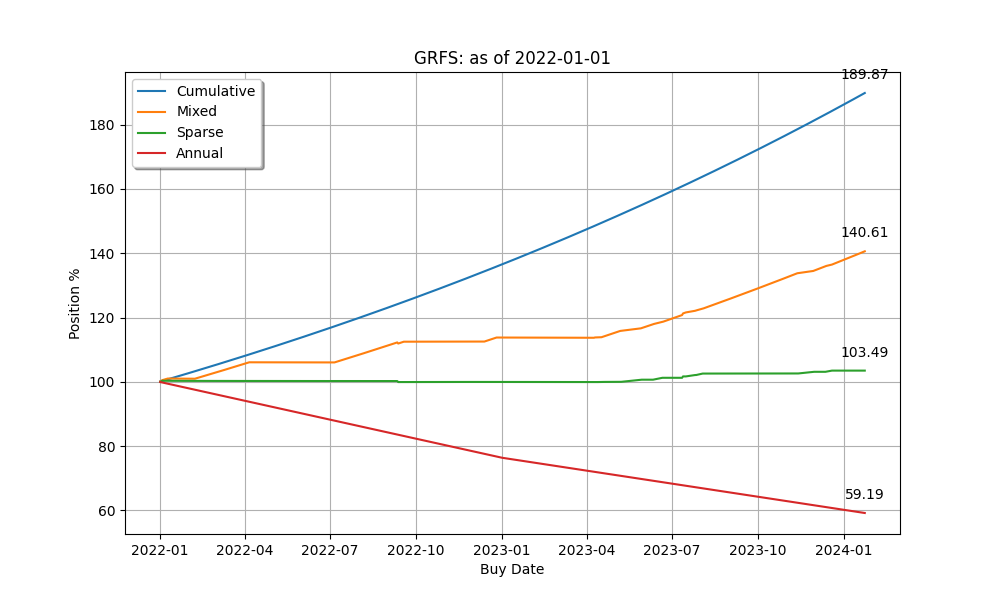 GRFS: as of 2022-01-01
Cumulative
Mixed
Sparse
Annual
189.87
140.61
103.49
59.19
Position %
180
160
140
120
100
80
60
2022-01 2022-04 2022-07 2022-10 2023-01 2023-04 2023-07 2023-10 2024-01
Buy Date